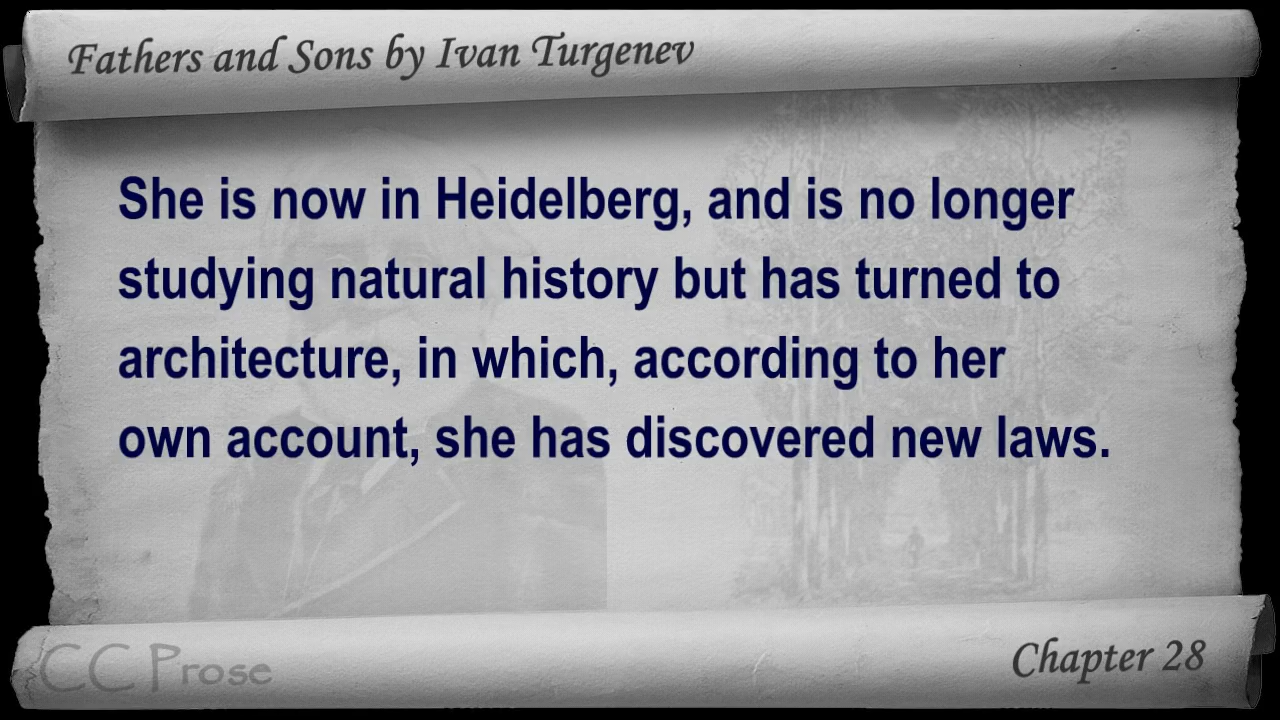 Fathers and Sons by Ivan Turgenev
She is now in Heidelberg, and is no longer
studying natural history but has turned to
architecture, in which, according to her
own account, she has discovered new laws.
CC Prose
Chapter 28